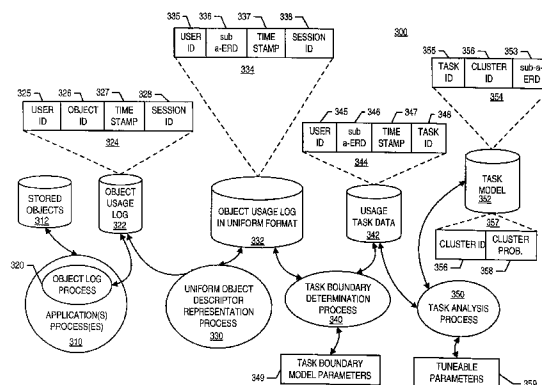 335 336 337 338
USER ID
sub a-ERD
TIME STAMP
SESSION ID
334
300
355 356 353
TASK ID
CLUSTER ID
sub-a-ERD
354
325 326 327 328
USER ID
OBJECT ID
TIME STAMP
SESSION ID
324
345 346 347 348
USER ID
sub a-ERD
TIME STAMP
TASK ID
344
STORED OBJECTS
312
OBJECT USAGE LOG
322
OBJECT USAGE LOG IN UNIFORM FORMAT
332
USAGE TASK DATA
342
TASK MODEL
352
357
CLUSTER ID
CLUSTER PROB.
356
358
320
OBJECT LOG PROCESS
APPLICATION(S) PROCESS(ES)
310
UNIFORM OBJECT DESCRIPTOR REPRESENTATION PROCESS
330
TASK BOUNDARY DETERMINATION PROCESS
340
TASK ANALYSIS PROCESS
350
349
TASK BOUNDARY MODEL PARAMETERS
TUNEABLE PARAMETERS
359